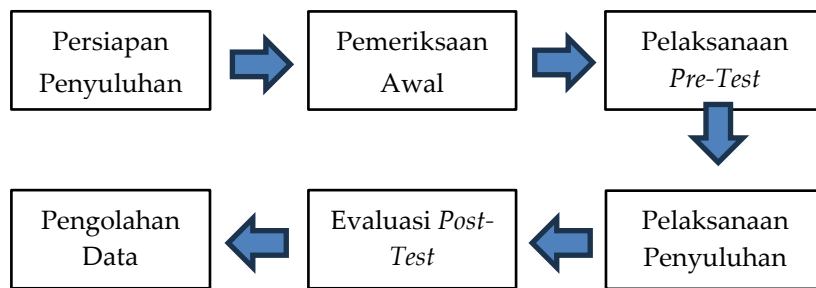 Persiapan
Penyuluhan
Pemeriksaan
Awal
Pelaksanaan
Pre-Test
Pelaksanaan
Penyuluhan
Evaluasi Post-
Test
Pengolahan
Data